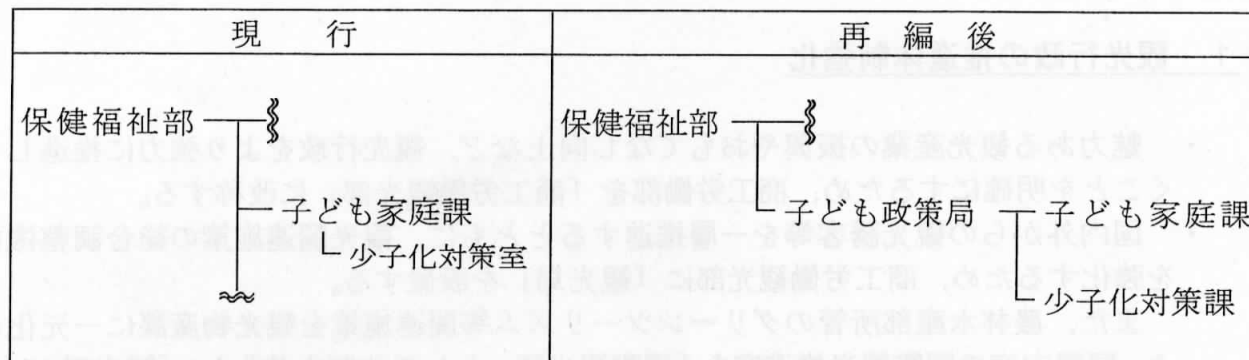 現行
再編後
保健福祉部
子ども家庭課
少子化対策室
保健福祉部
子ども政策局
子ども家庭課
少子化対策課